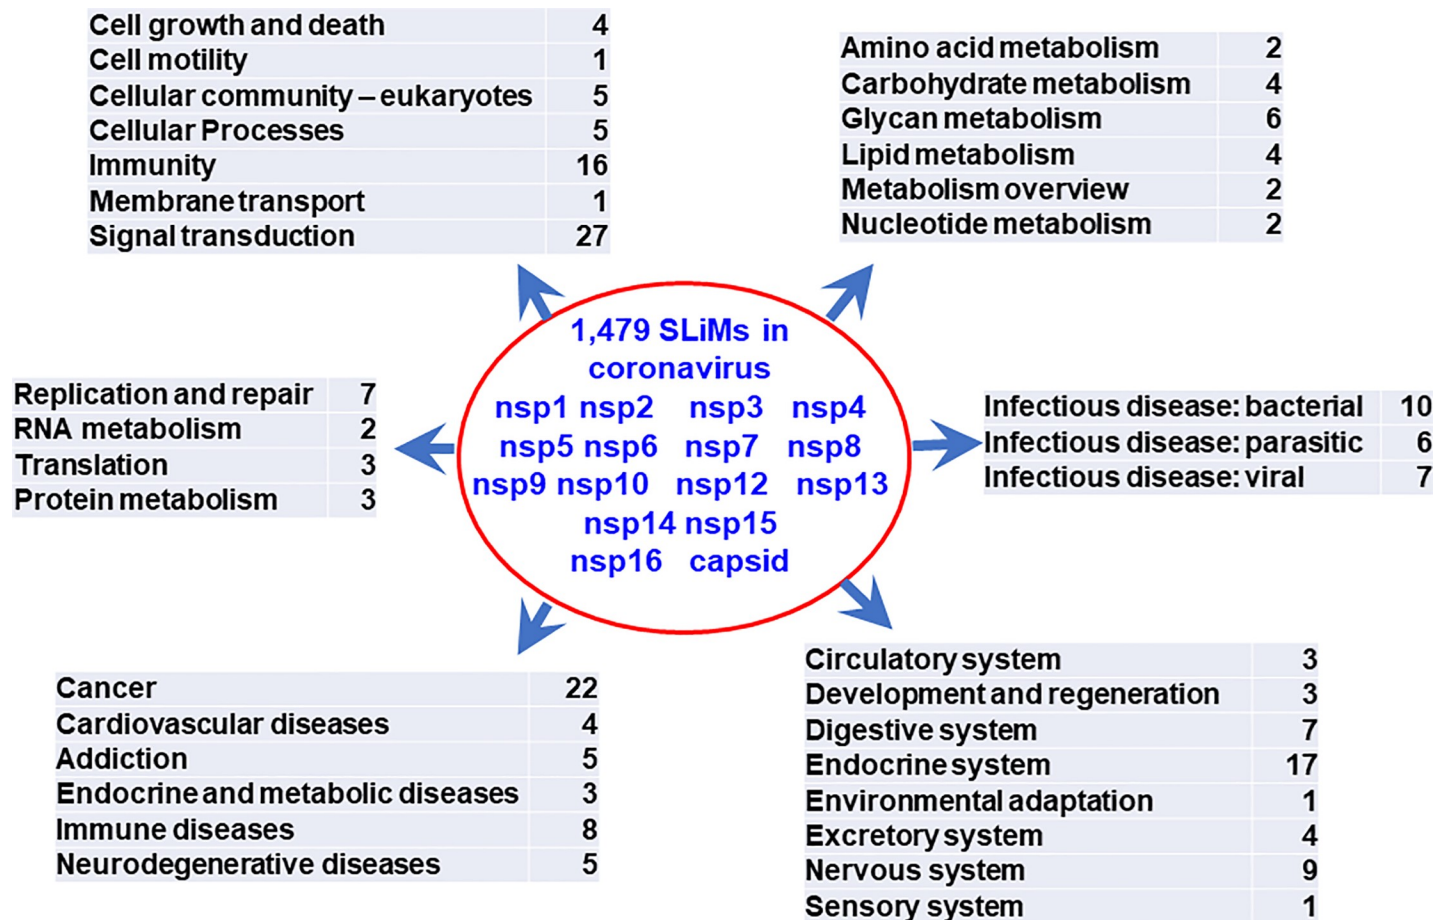 Cell growth and death 4
Cell motility 1
Cellular community – eukaryotes 5
Cellular Processes 5
Immunity 16
Membrane transport 1
Signal transduction 27
Amino acid metabolism 2
Carbohydrate metabolism 4
Glycan metabolism 6
Lipid metabolism 4
Metabolism overview 2
Nucleotide metabolism 2
1,479 SLiMs in
coronavirus
nsp1 nsp2 nsp3 nsp4
nsp5 nsp6 nsp7 nsp8
nsp9 nsp10 nsp12 nsp13
nsp14 nsp15
nsp16 capsid
Replication and repair 7
RNA metabolism 2
Translation 3
Protein metabolism 3
Infectious disease: bacterial 10
Infectious disease: parasitic 6
Infectious disease: viral 7
Cancer 22
Cardiovascular diseases 4
Addiction 5
Endocrine and metabolic diseases 3
Immune diseases 8
Neurodegenerative diseases 5
Circulatory system 3
Development and regeneration 3
Digestive system 7
Endocrine system 17
Environmental adaptation 1
Excretory system 4
Nervous system 9
Sensory system 1